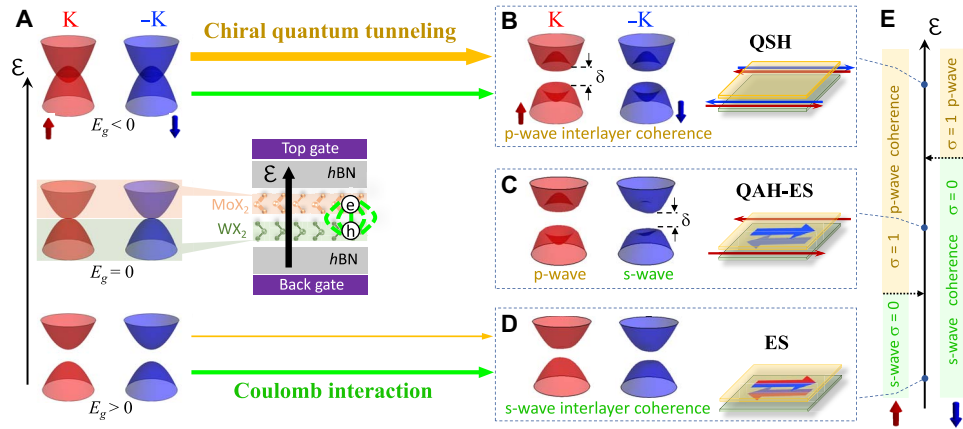 A
K
−K
ℰ
E_g < 0
Chiral quantum tunneling
MoX₂
WX₂
E_g = 0
Top gate
hBN
ℰ
e
h
hBN
Back gate
E_g > 0
Coulomb interaction
B
K
−K
δ
QSH
p-wave interlayer coherence
C
QAH-ES
δ
p-wave
s-wave
D
ES
s-wave interlayer coherence
E
ℰ
σ = 1 p-wave coherence
s-wave σ = 0
σ = 1 p-wave
s-wave coherence σ = 0